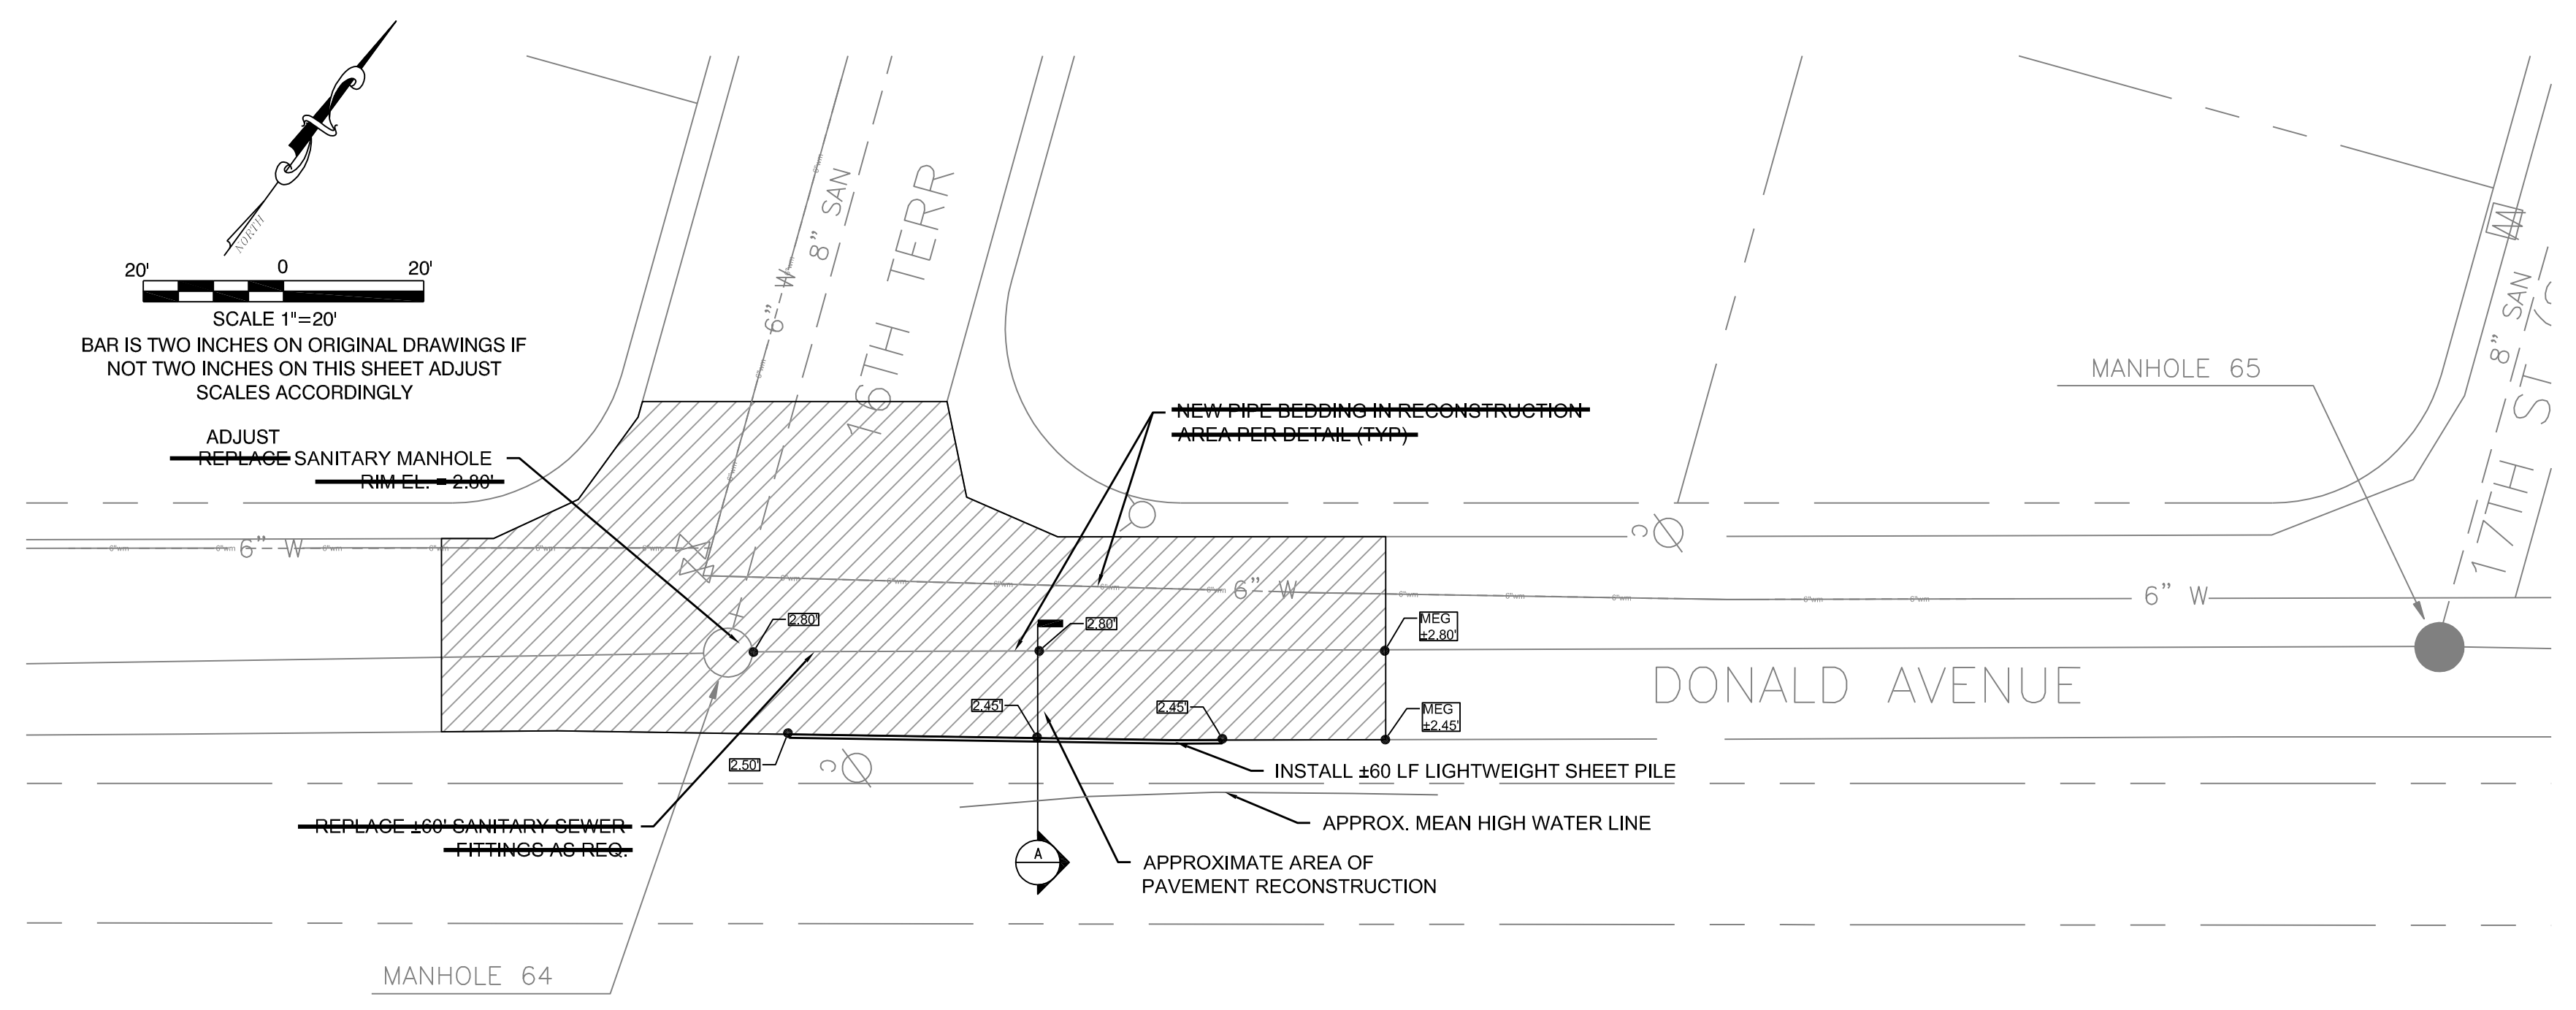 NORTH
20' 0 20'
SCALE 1"=20'
BAR IS TWO INCHES ON ORIGINAL DRAWINGS IF
NOT TWO INCHES ON THIS SHEET ADJUST
SCALES ACCORDINGLY
ADJUST
REPLACE SANITARY MANHOLE
RIM EL. = 2.80'
6" W
8" SAN
16TH TERR
NEW PIPE BEDDING IN RECONSTRUCTION
AREA PER DETAIL (TYP)
MANHOLE 65
M
8" SAN
17TH ST
6" W
6"wm
6" W
6" W
C
2.80'
2.80'
MEG
±2.80'
DONALD AVENUE
2.45'
2.45'
MEG
±2.45'
2.50'
C
INSTALL ±60 LF LIGHTWEIGHT SHEET PILE
APPROX. MEAN HIGH WATER LINE
REPLACE ±60' SANITARY SEWER
FITTINGS AS REQ.
A
APPROXIMATE AREA OF
PAVEMENT RECONSTRUCTION
MANHOLE 64